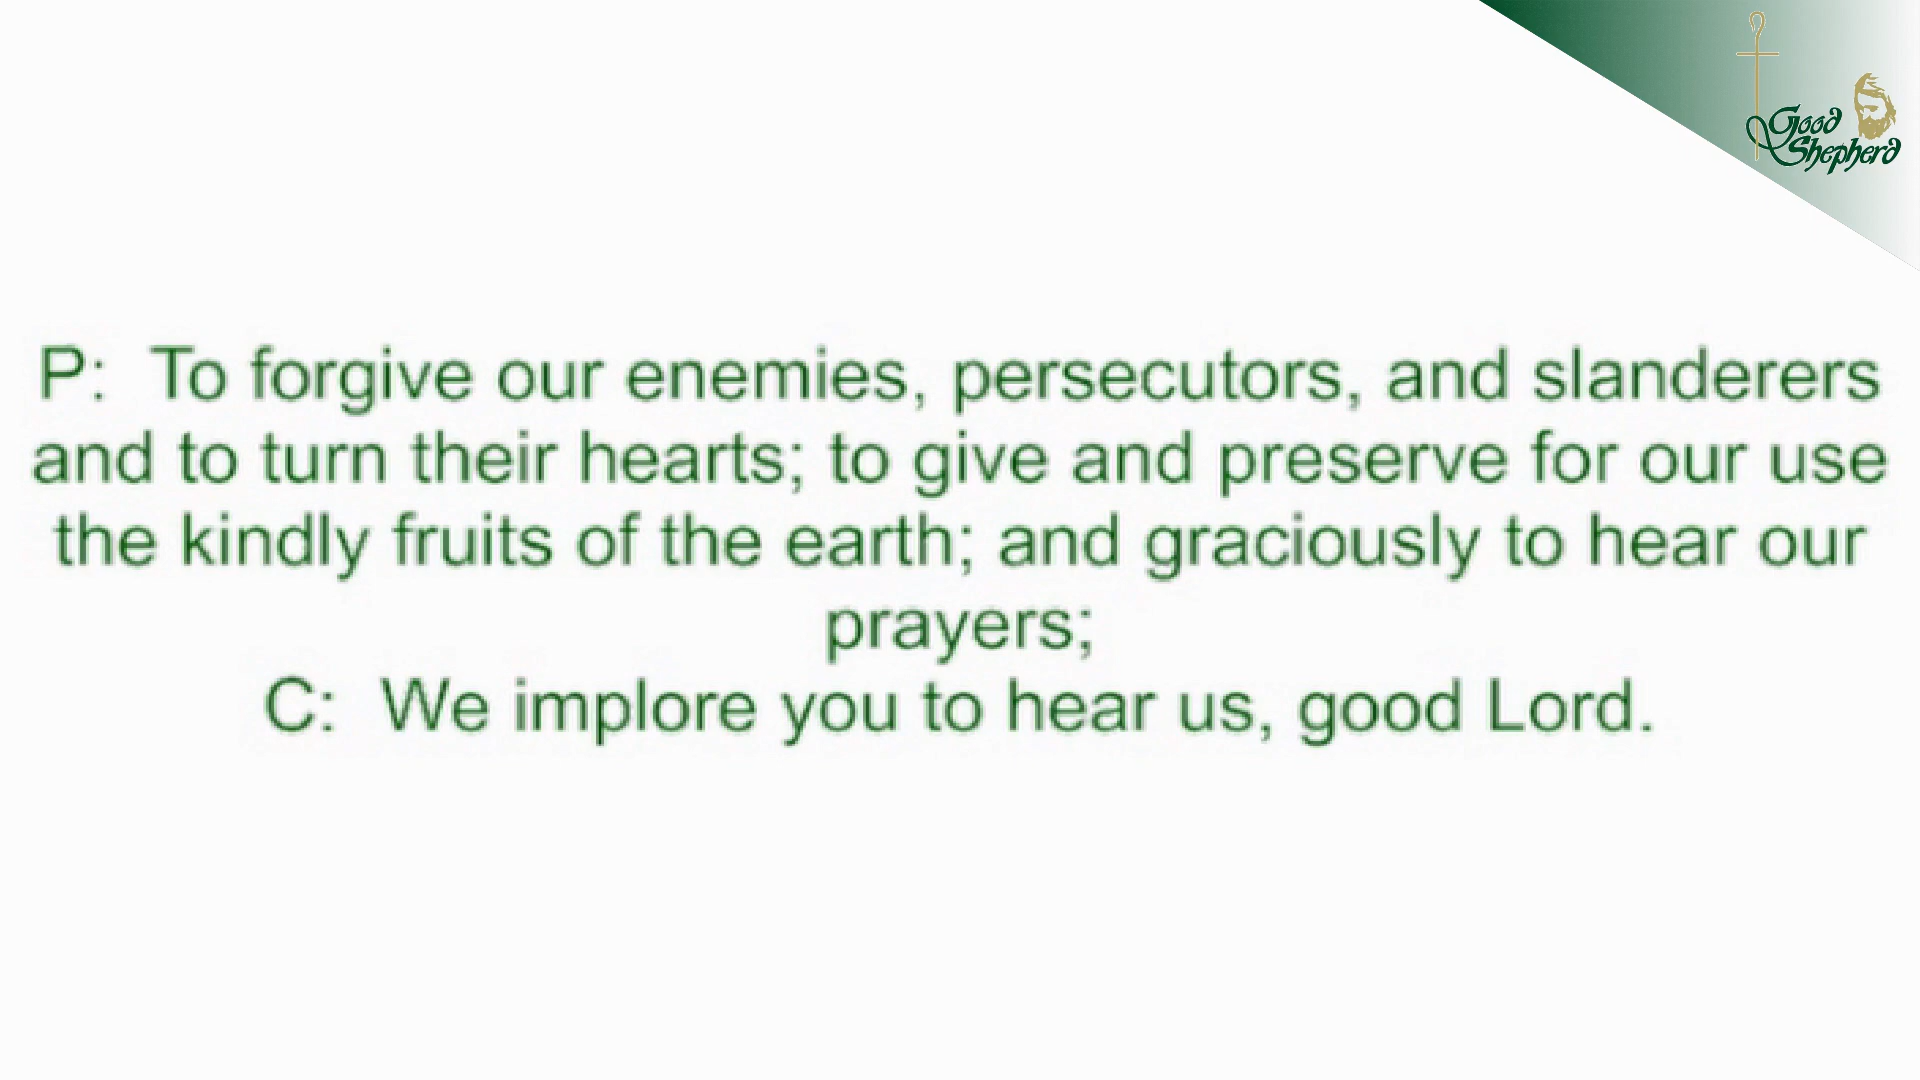 Good
Shepherd
P: To forgive our enemies, persecutors, and slanderers
and to turn their hearts; to give and preserve for our use
the kindly fruits of the earth; and graciously to hear our
prayers;
C: We implore you to hear us, good Lord.